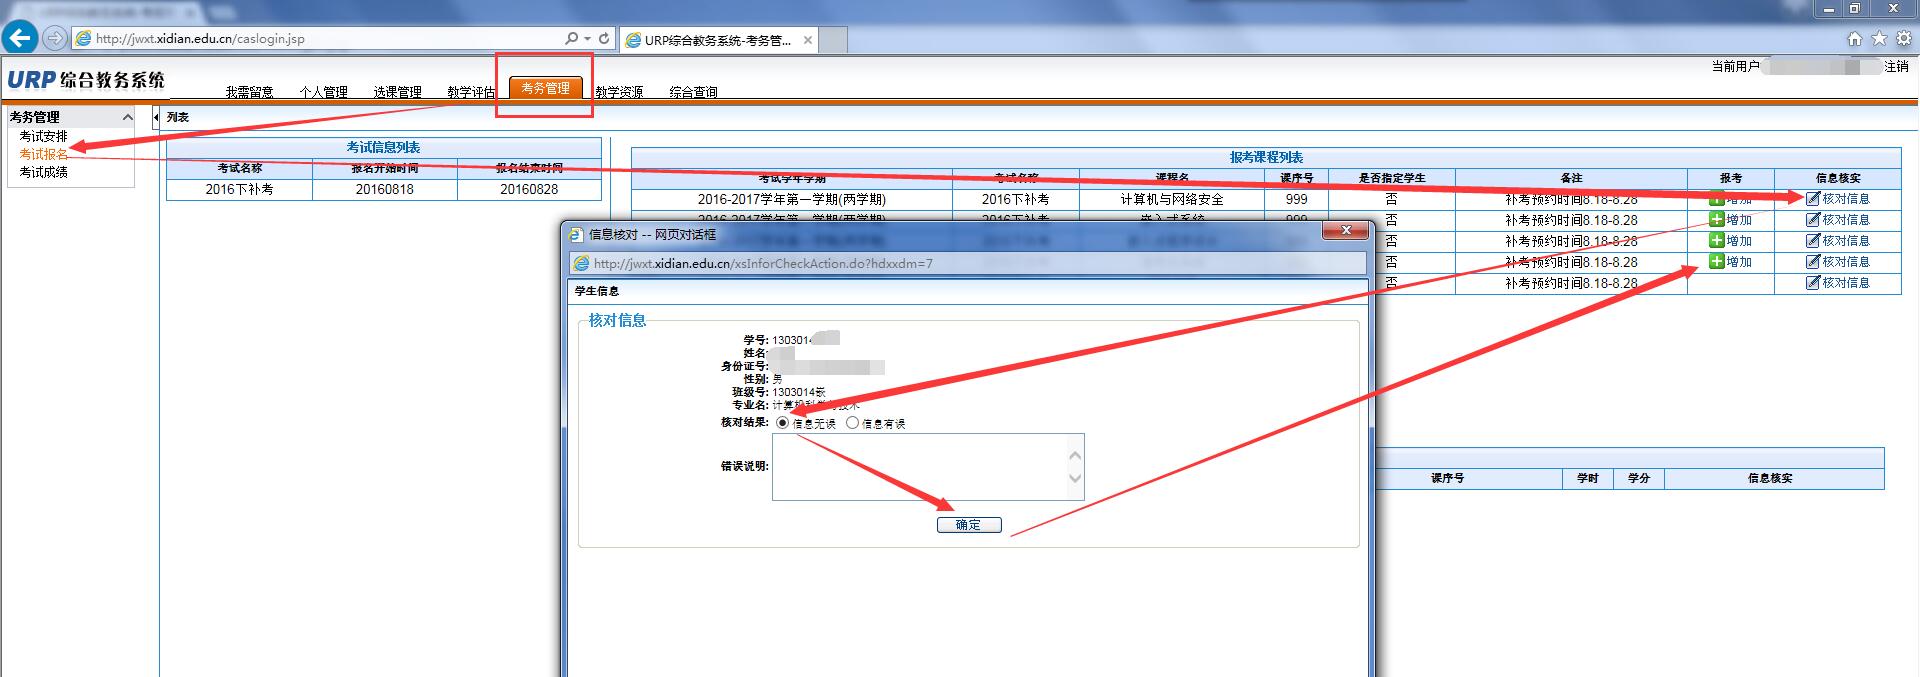 http://jwxt.xidian.edu.cn/caslogin.jsp
URP综合教务系统-考务管...
当前用户
注销
URP综合教务系统
我需留意 个人管理 选课管理 教学评估 考务管理 教学资源 综合查询
考务管理
考试安排
考试报名
考试成绩
列表
考试信息列表
考试名称 报名开始时间 报名结束时间
2016下补考 20160818 20160828
报考课程列表
考试学年学期 考试名称 课程名 课序号 是否指定学生 备注 报考 信息核实
2016-2017学年第一学期(两学期) 2016下补考 计算机与网络安全 999 否 补考预约时间8.18-8.28 增加 核对信息
2016-2017学年第一学期(两学期) 2016下补考 嵌入式系统 999 否 补考预约时间8.18-8.28 增加 核对信息
否 补考预约时间8.18-8.28 增加 核对信息
否 补考预约时间8.18-8.28 增加 核对信息
否 补考预约时间8.18-8.28 核对信息
信息核对 -- 网页对话框
http://jwxt.xidian.edu.cn/xsInforCheckAction.do?hdxxdm=7
学生信息
核对信息
学号: 1303014
姓名:
身份证号:
性别: 男
班级号: 1303014嵌
专业名: 计算机科学与技术
核对结果: 信息无误 信息有误
错误说明:
确定
课序号 学时 学分 信息核实